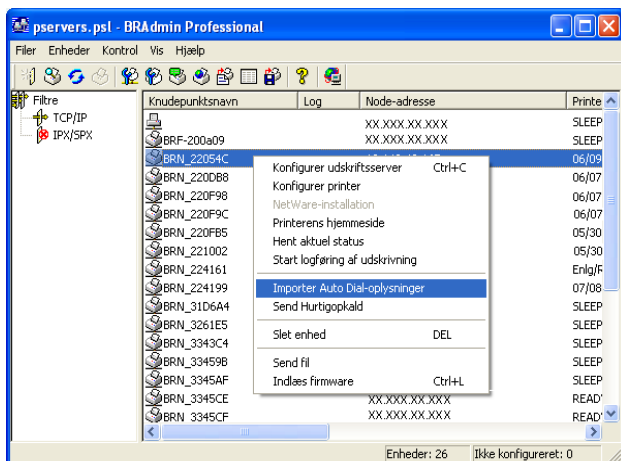 pservers.psl - BRAdmin Professional
Filer Enheder Kontrol Vis Hjælp
Filtre
TCP/IP
IPX/SPX
Knudepunktsnavn Log Node-adresse Printe
XX.XXX.XX.XXX SLEEP
BRF-200a09 XX.XXX.XX.XXX SLEEP
BRN_22054C 06/09
BRN_220DB8 06/07
BRN_220F98 06/07
BRN_220F9C 06/07
BRN_220FB5 05/30
BRN_221002 05/30
BRN_224161 Enlg/F
BRN_224199 07/08
BRN_31D6A4 SLEEP
BRN_3261E5 SLEEP
BRN_3343C4 SLEEP
BRN_33459B SLEEP
BRN_3345AF SLEEP
BRN_3345CE XX.XXX.XX.XXX READ'
BRN_3345CF XX.XXX.XX.XXX READ'
Konfigurer udskriftsserver Ctrl+C
Konfigurer printer
NetWare-installation
Printerens hjemmeside
Hent aktuel status
Start logføring af udskrivning
Importer Auto Dial-oplysninger
Send Hurtigopkald
Slet enhed DEL
Send fil
Indlæs firmware Ctrl+L
Enheder: 26 Ikke konfigureret: 0